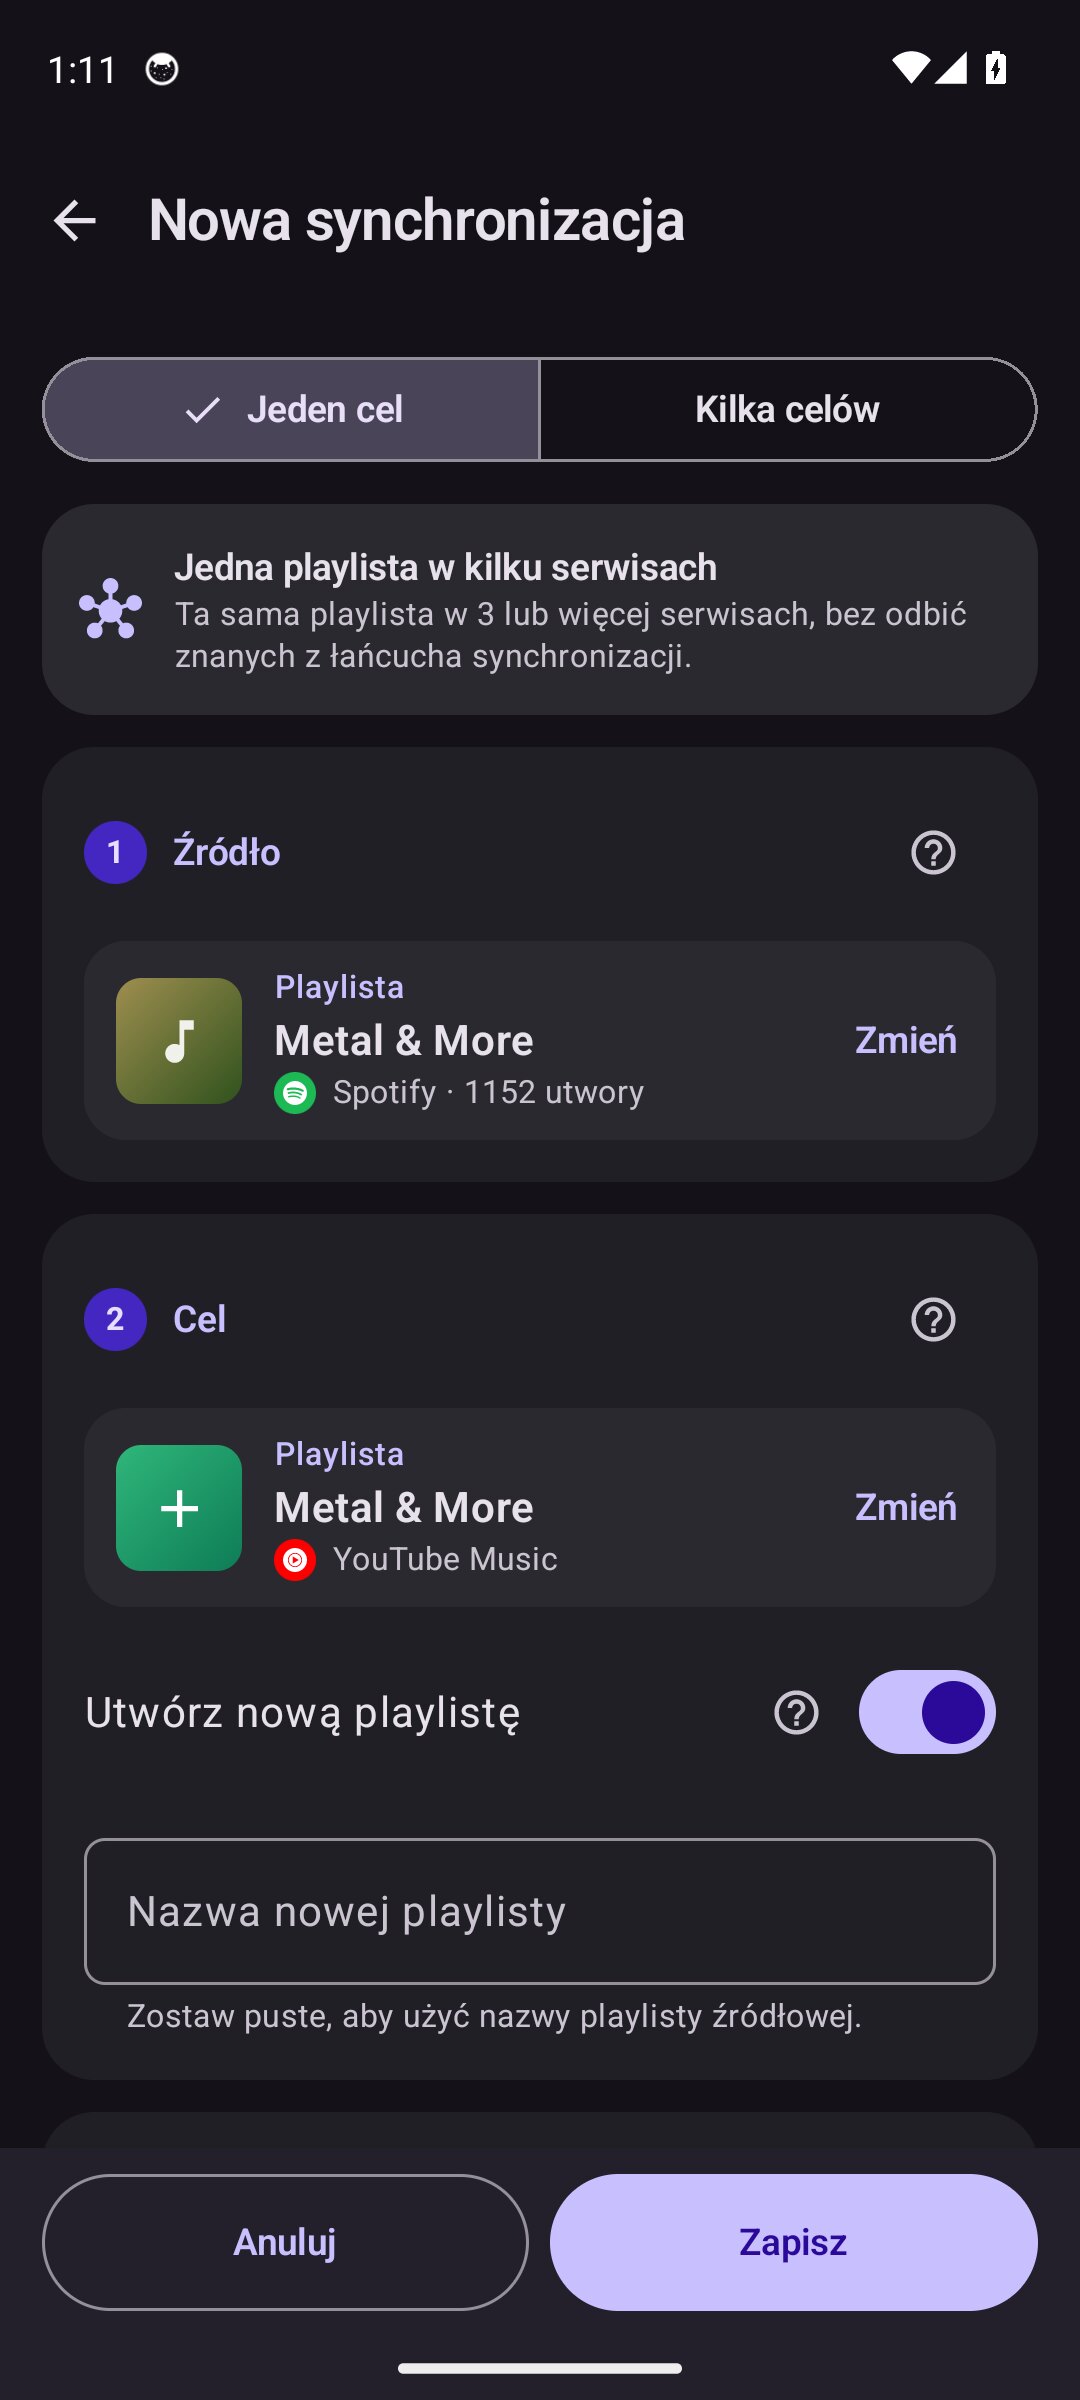 1:11
Nowa synchronizacja
Jeden cel
Kilka celów
Jedna playlista w kilku serwisach
Ta sama playlista w 3 lub więcej serwisach, bez odbić
znanych z łańcucha synchronizacji.
1
Źródło
Playlista
Metal & More
Spotify · 1152 utwory
Zmień
2
Cel
Playlista
Metal & More
YouTube Music
Zmień
Utwórz nową playlistę
Nazwa nowej playlisty
Zostaw puste, aby użyć nazwy playlisty źródłowej.
Anuluj
Zapisz